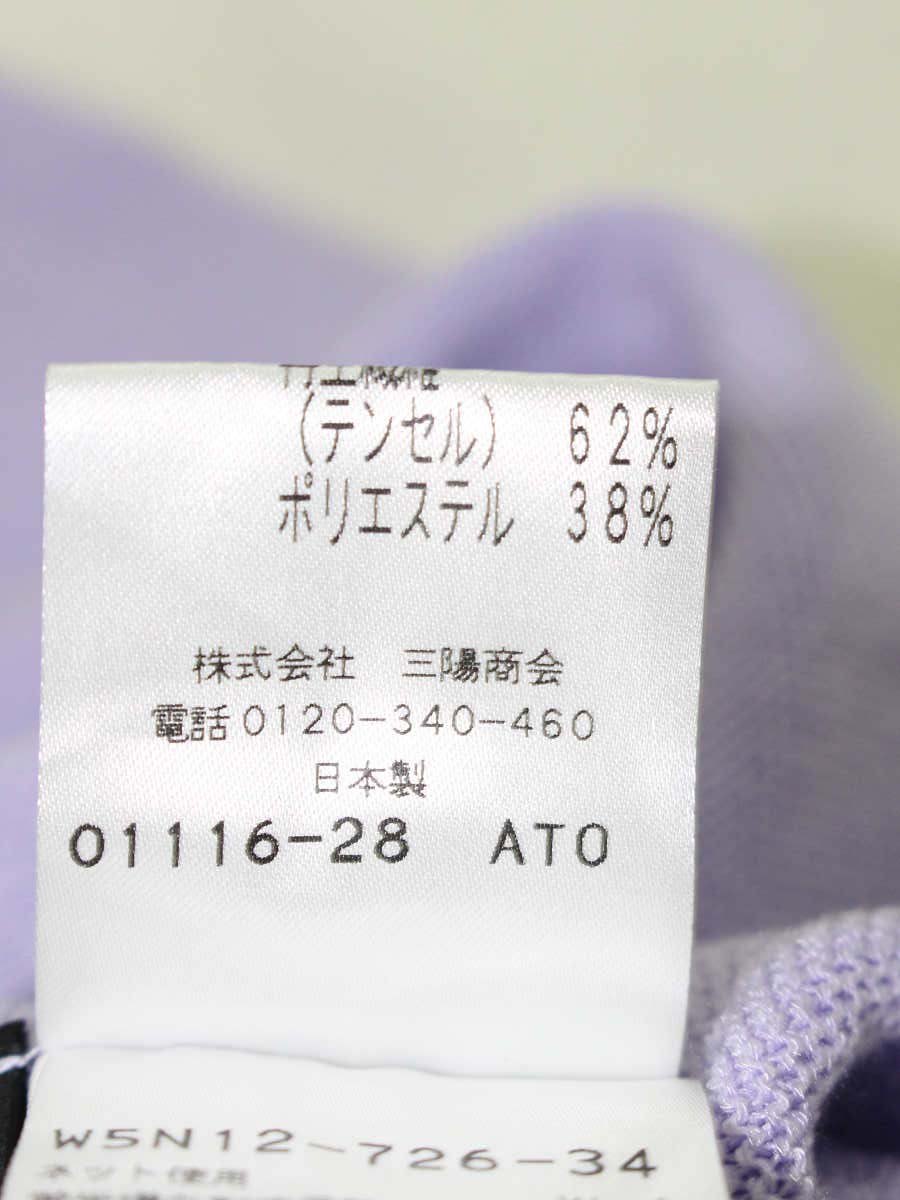 （テンセル） 62%
ポリエステル 38%
株式会社 三陽商会
電話0120-340-460
日本製
01116-28 ATO
W5N12-726-34
ネット使用